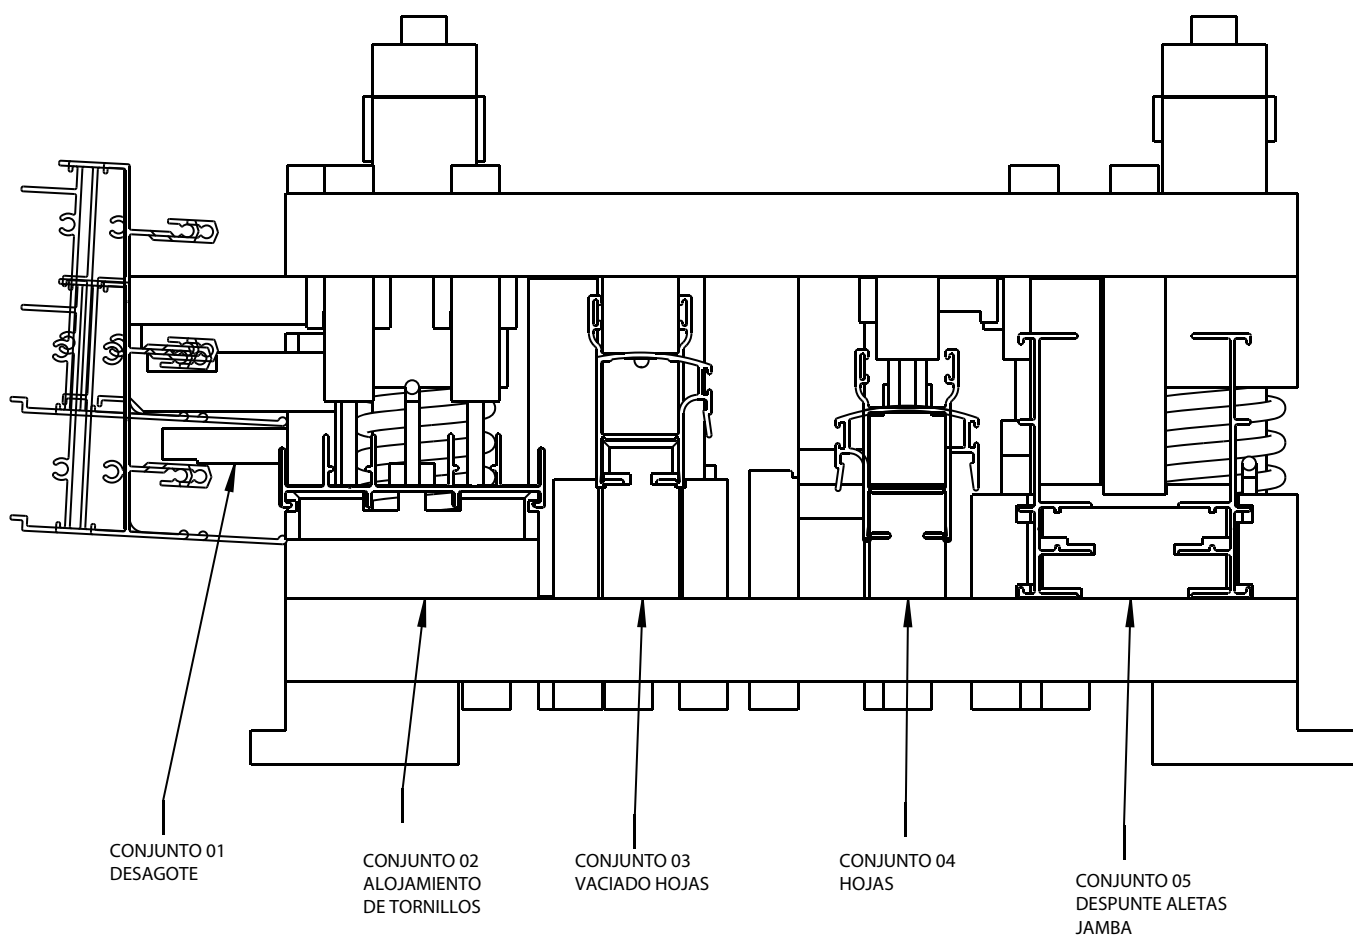 CONJUNTO 01
DESAGOTE
CONJUNTO 02
ALOJAMIENTO
DE TORNILLOS
CONJUNTO 03
VACIADO HOJAS
CONJUNTO 04
HOJAS
CONJUNTO 05
DESPUNTE ALETAS
JAMBA